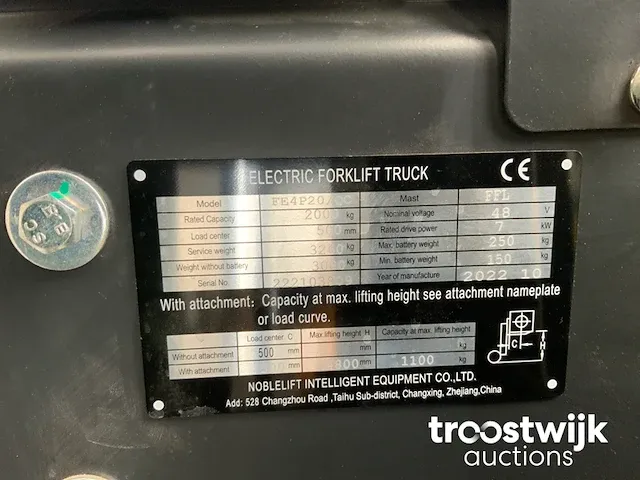 ELECTRIC FORKLIFT TRUCK CE
Model Mast FFL
Rated Capacity kg Nominal voltage 48 V
Load center mm Rated drive power 7 kW
Service weight kg Max. battery weight 250 kg
Weight without battery kg Min. battery weight 150 kg
Serial No. Year of manufacture 2022 10
With attachment: Capacity at max. lifting height see attachment nameplate
or load curve.
Load center C Max.lifting height H Capacity at max.lifting height
Without attachment 500 mm mm kg
With attachment mm mm 1100 kg
C H
NOBLELIFT INTELLIGENT EQUIPMENT CO.,LTD.
Add: 528 Changzhou Road ,Taihu Sub-district, Changxing, Zhejiang,China
troostwijk
auctions